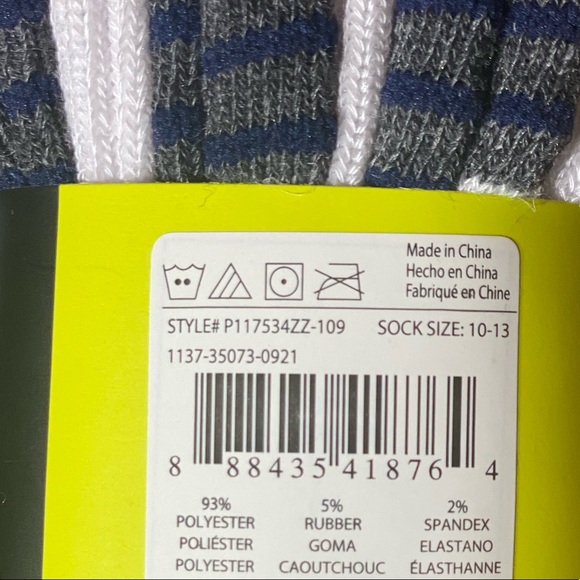 Made in China
Hecho en China
Fabriqué en Chine
STYLE# P117534ZZ-109 SOCK SIZE: 10-13
1137-35073-0921
8 88435 41876 4
93% 5% 2%
POLYESTER RUBBER SPANDEX
POLIÉSTER GOMA ELASTANO
POLYESTER CAOUTCHOUC ÉLASTHANNE